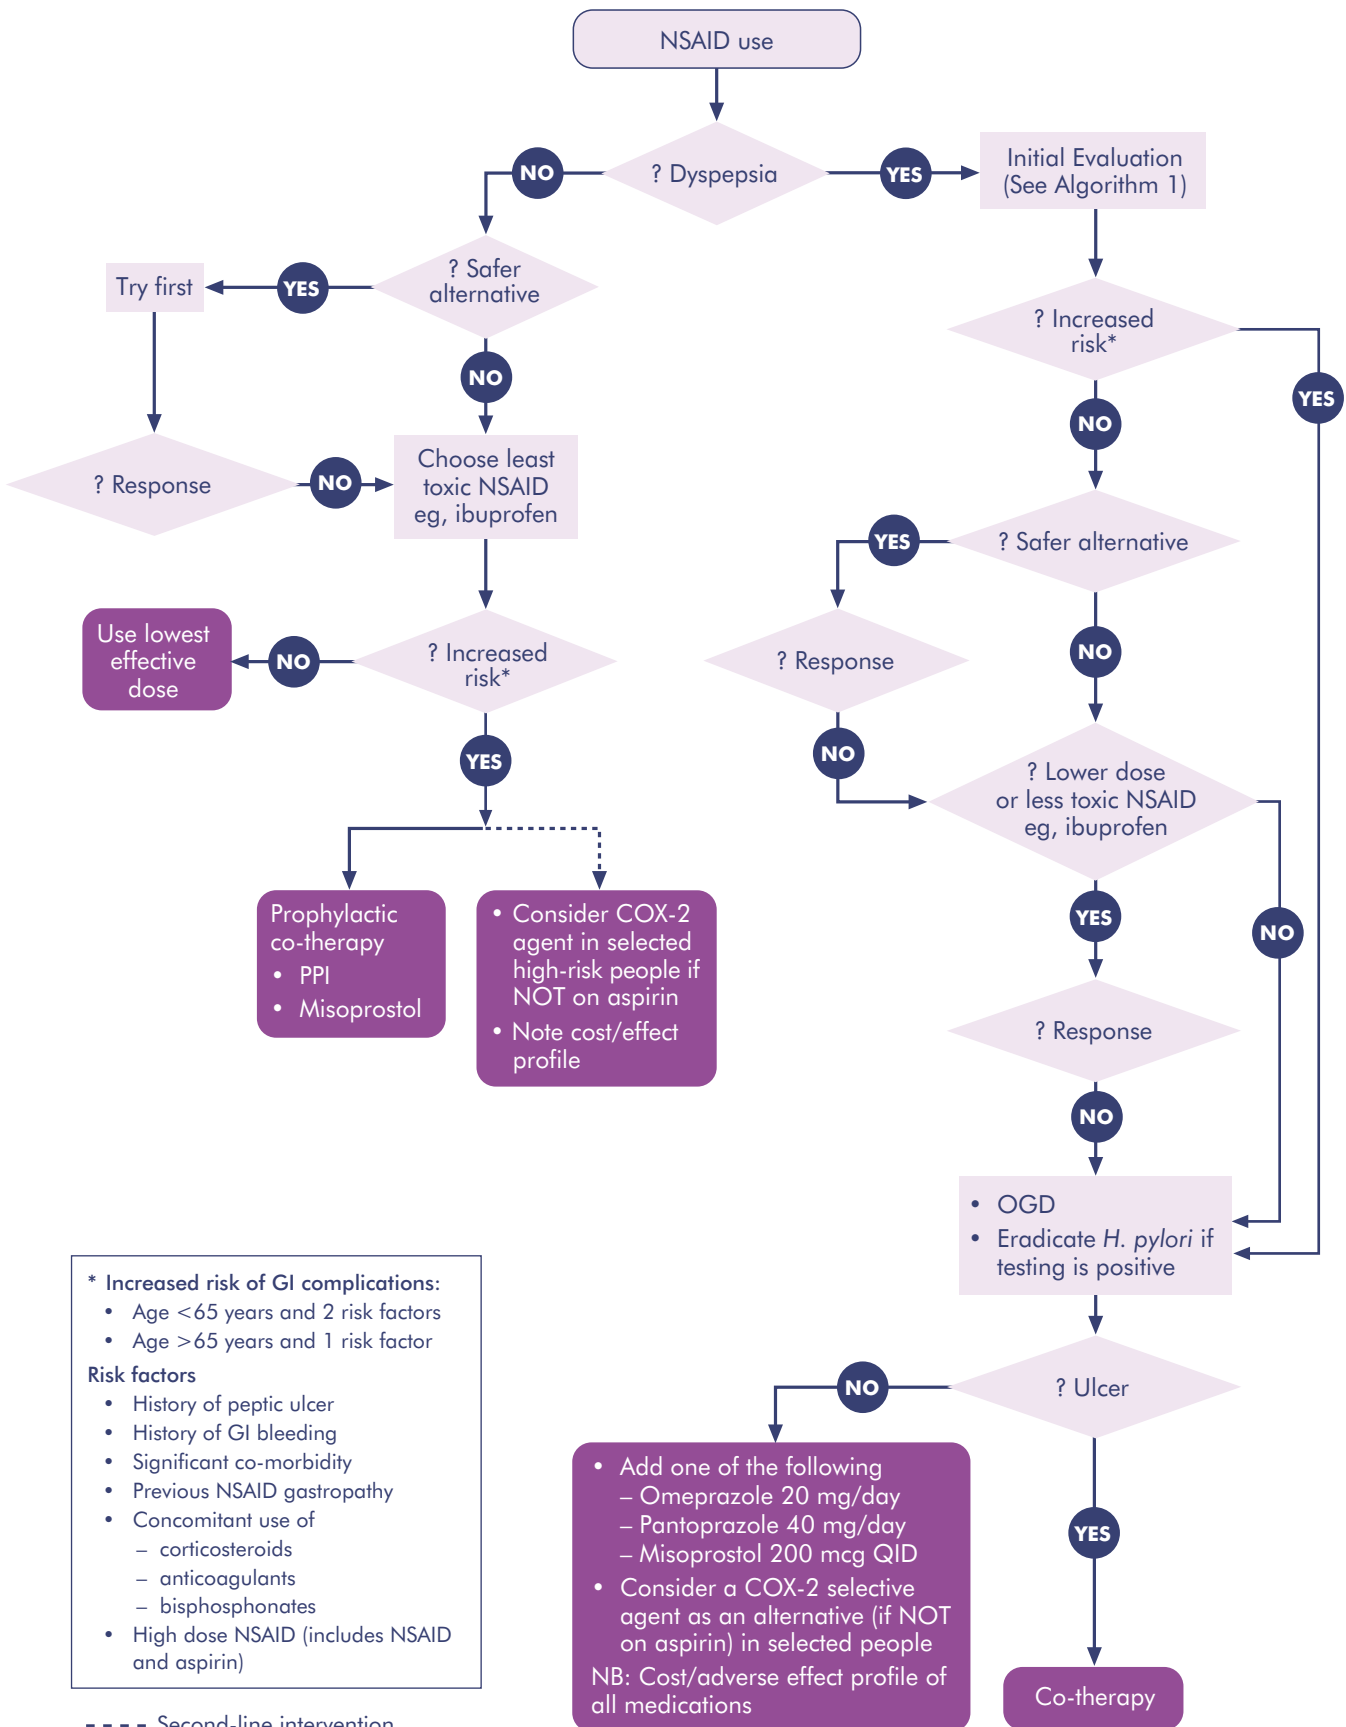 NSAID use
? Dyspepsia
NO
YES
Initial Evaluation
(See Algorithm 1)
? Safer
alternative
YES
Try first
NO
? Response
NO
Choose least
toxic NSAID
eg, ibuprofen
? Increased
risk*
NO
Use lowest
effective
dose
YES
Prophylactic
co-therapy
• PPI
• Misoprostol
• Consider COX-2
agent in selected
high-risk people if
NOT on aspirin
• Note cost/effect
profile
? Increased
risk*
YES
NO
? Safer alternative
YES
NO
? Response
NO
? Lower dose
or less toxic NSAID
eg, ibuprofen
YES
NO
? Response
NO
• OGD
• Eradicate H. pylori if
testing is positive
? Ulcer
NO
YES
• Add one of the following
– Omeprazole 20 mg/day
– Pantoprazole 40 mg/day
– Misoprostol 200 mcg QID
• Consider a COX-2 selective
agent as an alternative (if NOT
on aspirin) in selected people
NB: Cost/adverse effect profile of
all medications
Co-therapy
* Increased risk of GI complications:
• Age <65 years and 2 risk factors
• Age >65 years and 1 risk factor
Risk factors
• History of peptic ulcer
• History of GI bleeding
• Significant co-morbidity
• Previous NSAID gastropathy
• Concomitant use of
– corticosteroids
– anticoagulants
– bisphosphonates
• High dose NSAID (includes NSAID
and aspirin)
Second-line intervention